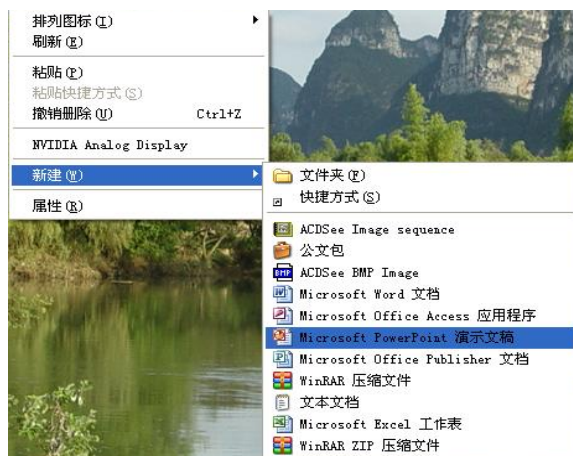 排列图标(I)
刷新(E)
粘贴(P)
粘贴快捷方式(S)
撤销删除(U) Ctrl+Z
NVIDIA Analog Display
新建(W)
属性(R)
文件夹(F)
快捷方式(S)
ACDSee Image sequence
公文包
BMP ACDSee BMP Image
Microsoft Word 文档
Microsoft Office Access 应用程序
Microsoft PowerPoint 演示文稿
Microsoft Office Publisher 文档
WinRAR 压缩文件
文本文档
Microsoft Excel 工作表
WinRAR ZIP 压缩文件